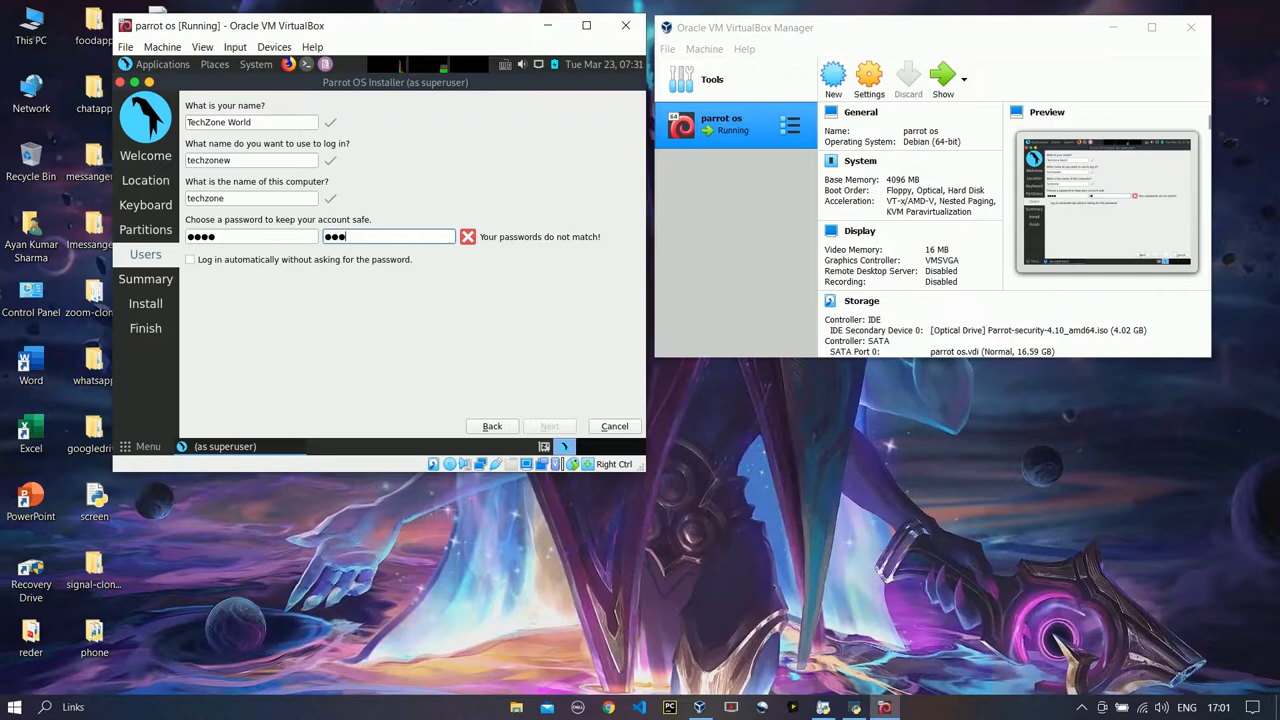 parrot os [Running] - Oracle VM VirtualBox
File Machine View Input Devices Help
Applications Places System Tue Mar 23, 07:31
Parrot OS Installer (as superuser)
Welcome
Location
Keyboard
Partitions
Users
Summary
Install
Finish
What is your name?
TechZone World
What name do you want to use to log in?
techzonew
What is the name of this computer?
techzone
Choose a password to keep your account safe.
Your passwords do not match!
Log in automatically without asking for the password.
Back Next Cancel
Menu (as superuser)
Right Ctrl
Oracle VM VirtualBox Manager
File Machine Help
Tools
New Settings Discard Show
64
parrot os
Running
General
Name: parrot os
Operating System: Debian (64-bit)
System
Base Memory: 4096 MB
Boot Order: Floppy, Optical, Hard Disk
Acceleration: VT-x/AMD-V, Nested Paging,
KVM Paravirtualization
Display
Video Memory: 16 MB
Graphics Controller: VMSVGA
Remote Desktop Server: Disabled
Recording: Disabled
Storage
Controller: IDE
IDE Secondary Device 0: [Optical Drive] Parrot-security-4.10_amd64.iso (4.02 GB)
Controller: SATA
SATA Port 0: parrot os.vdi (Normal, 16.59 GB)
Preview
Network
chatapp
Ayan kumar
Sharma
Control Panel
zoom-clon
Word
whatsap
Excel
googledri
PowerPoint
screen
Recovery
Drive
signal-clon...
reder
phone
Links
PC
DELL
ENG 17:01